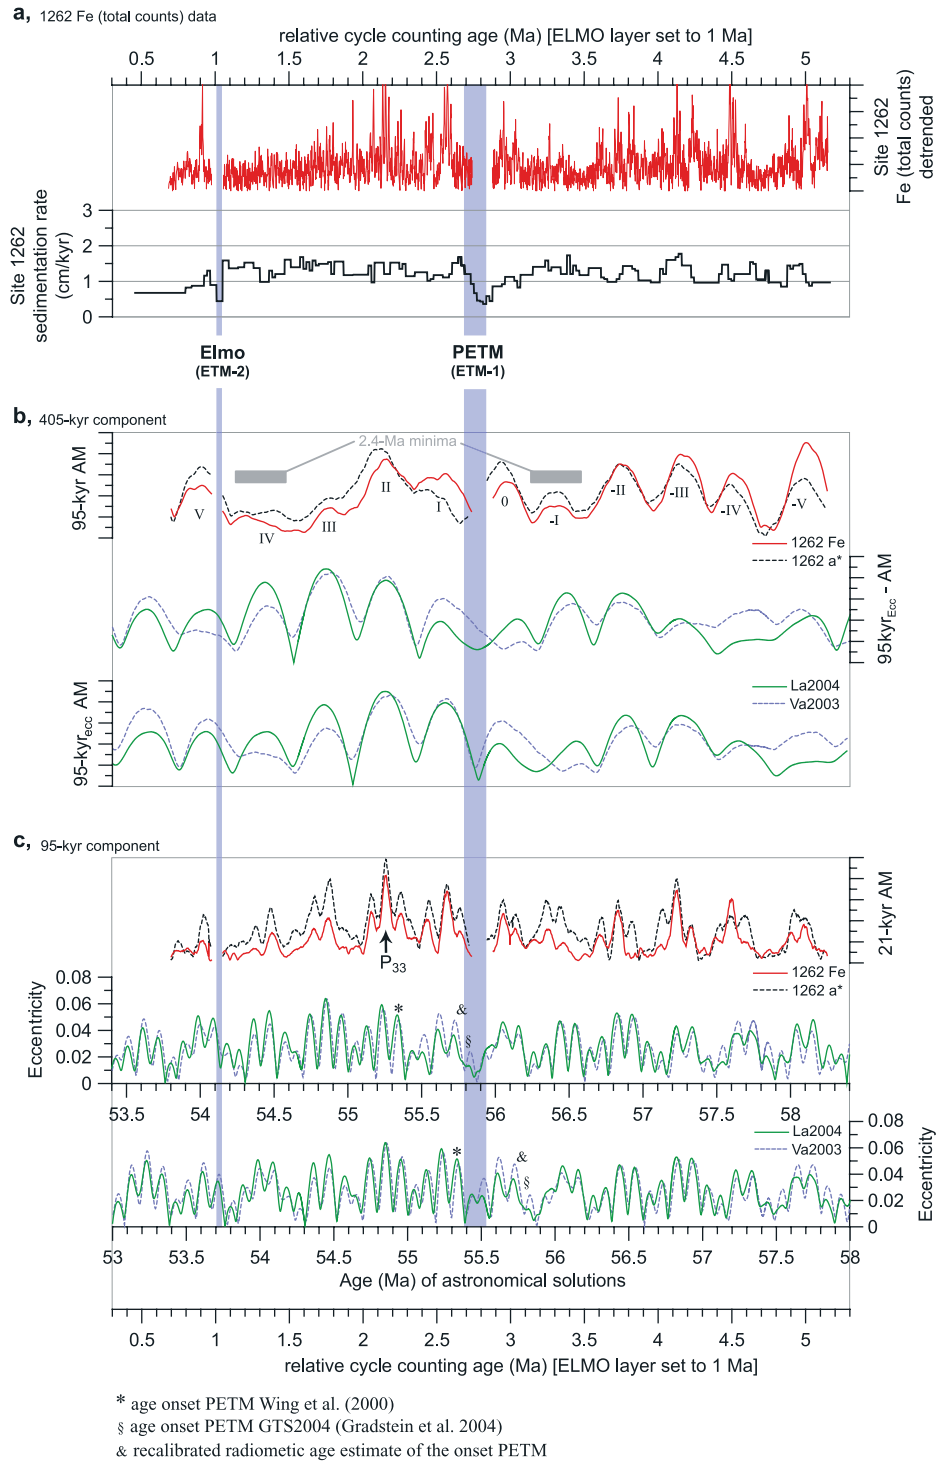 a, 1262 Fe (total counts) data
relative cycle counting age (Ma) [ELMO layer set to 1 Ma]
0.5 1 1.5 2 2.5 3 3.5 4 4.5 5
Site 1262
Fe (total counts)
detrended
Site 1262
sedimentation rate
(cm/kyr)
3
2
1
0
Elmo
(ETM-2)
PETM
(ETM-1)
b, 405-kyr component
95-kyr AM
2.4-Ma minima
V IV III II I 0 -I -II -III -IV -V
1262 Fe
1262 a*
95kyrEcc - AM
95-kyrecc AM
La2004
Va2003
c, 95-kyr component
21-kyr AM
P33
1262 Fe
1262 a*
Eccentricity
0.08
0.06
0.04
0.02
0
* & §
53.5 54 54.5 55 55.5 56 56.5 57 57.5 58
La2004
Va2003
* & §
0.08
0.06
0.04
0.02
0
Eccentricity
53 53.5 54 54.5 55 55.5 56 56.5 57 57.5 58
Age (Ma) of astronomical solutions
0.5 1 1.5 2 2.5 3 3.5 4 4.5 5
relative cycle counting age (Ma) [ELMO layer set to 1 Ma]
* age onset PETM Wing et al. (2000)
§ age onset PETM GTS2004 (Gradstein et al. 2004)
& recalibrated radiometic age estimate of the onset PETM